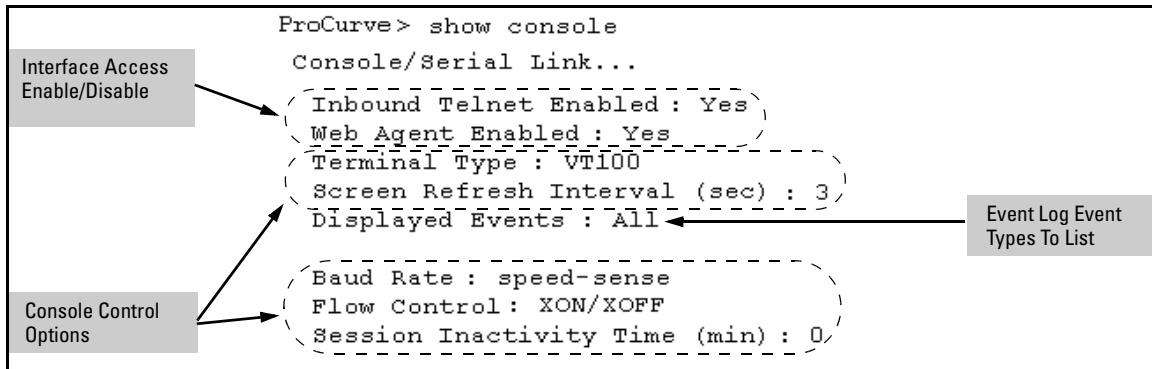 ProCurve> show console
Console/Serial Link...
Interface Access
Enable/Disable
Inbound Telnet Enabled : Yes
Web Agent Enabled : Yes
Terminal Type : VT100
Screen Refresh Interval (sec) : 3
Displayed Events : All
Event Log Event
Types To List
Baud Rate : speed-sense
Flow Control : XON/XOFF
Session Inactivity Time (min) : 0
Console Control
Options